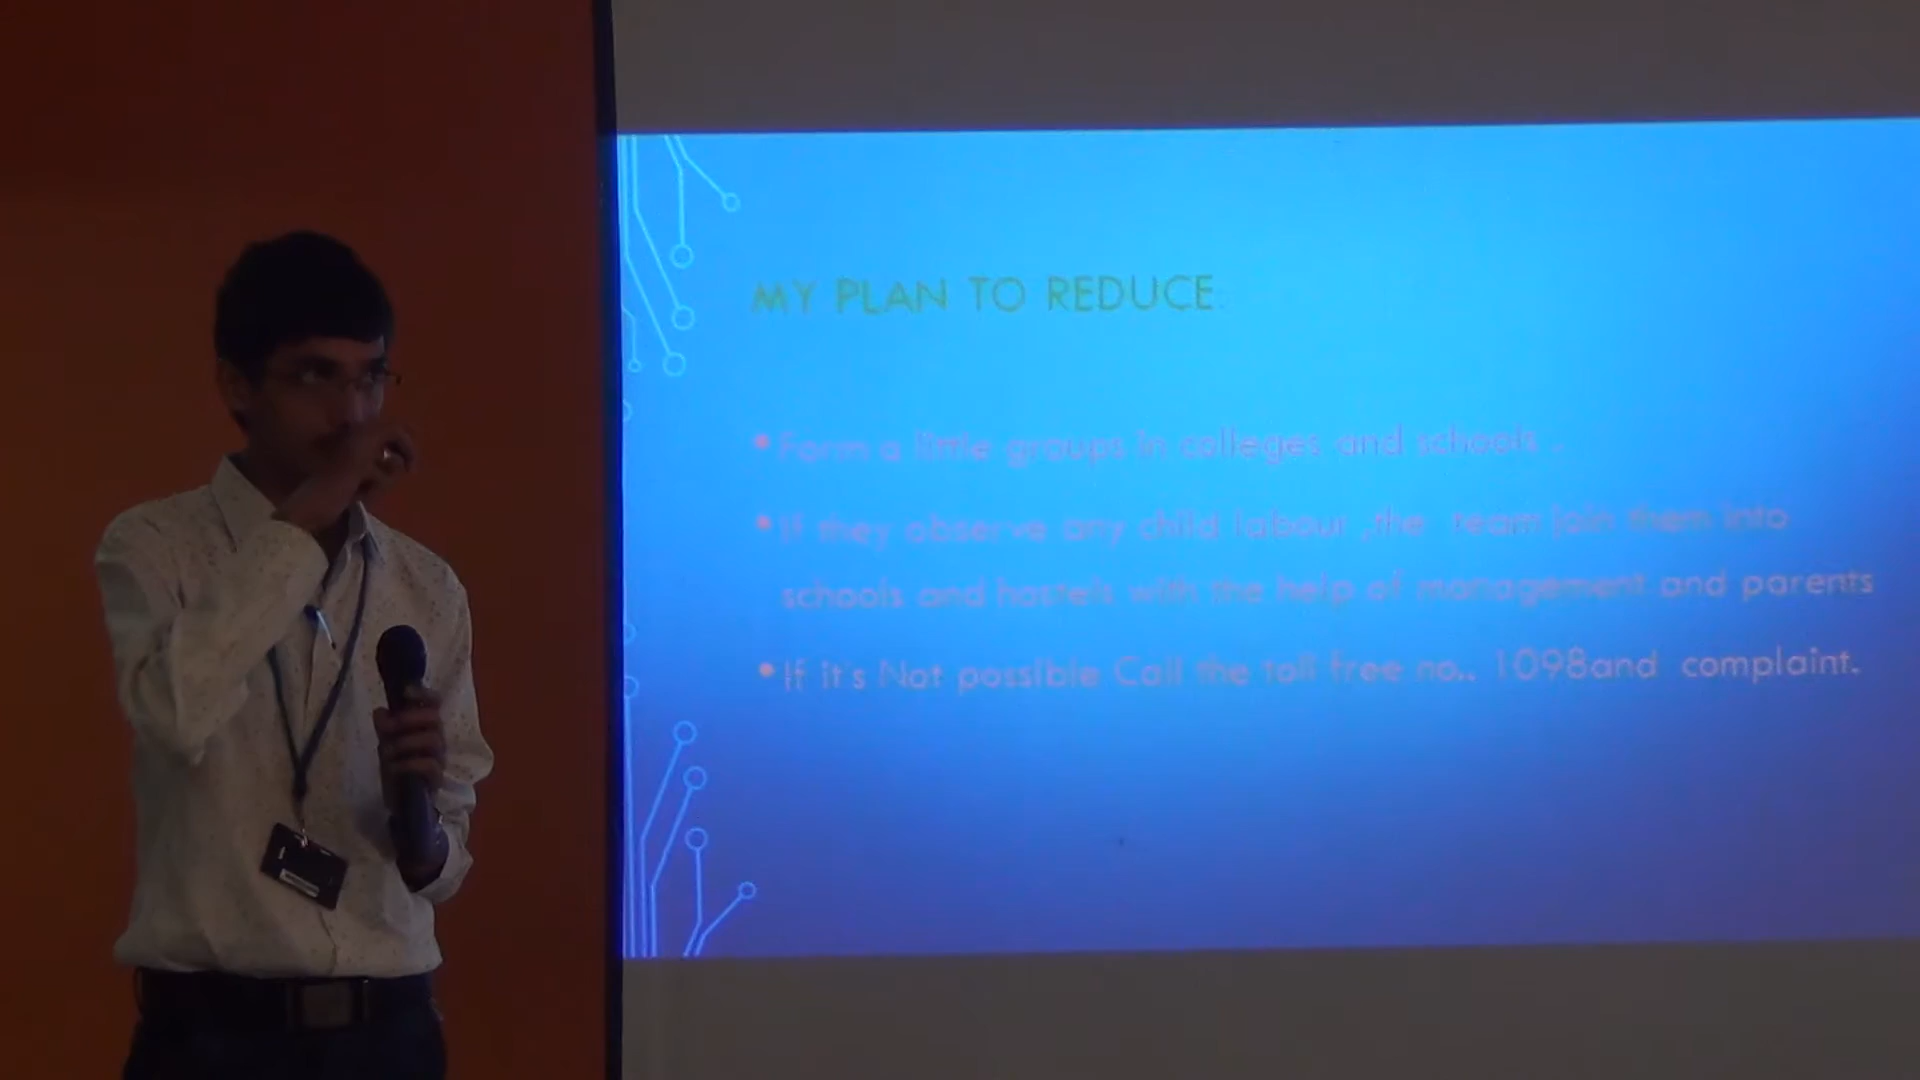 MY PLAN TO REDUCE.
• Form a little groups in colleges and schools .
• If they observe any child labour ,the team join them into
schools and hostels with the help of management and parents
• If it's Not possible Call the toll free no.. 1098and complaint.